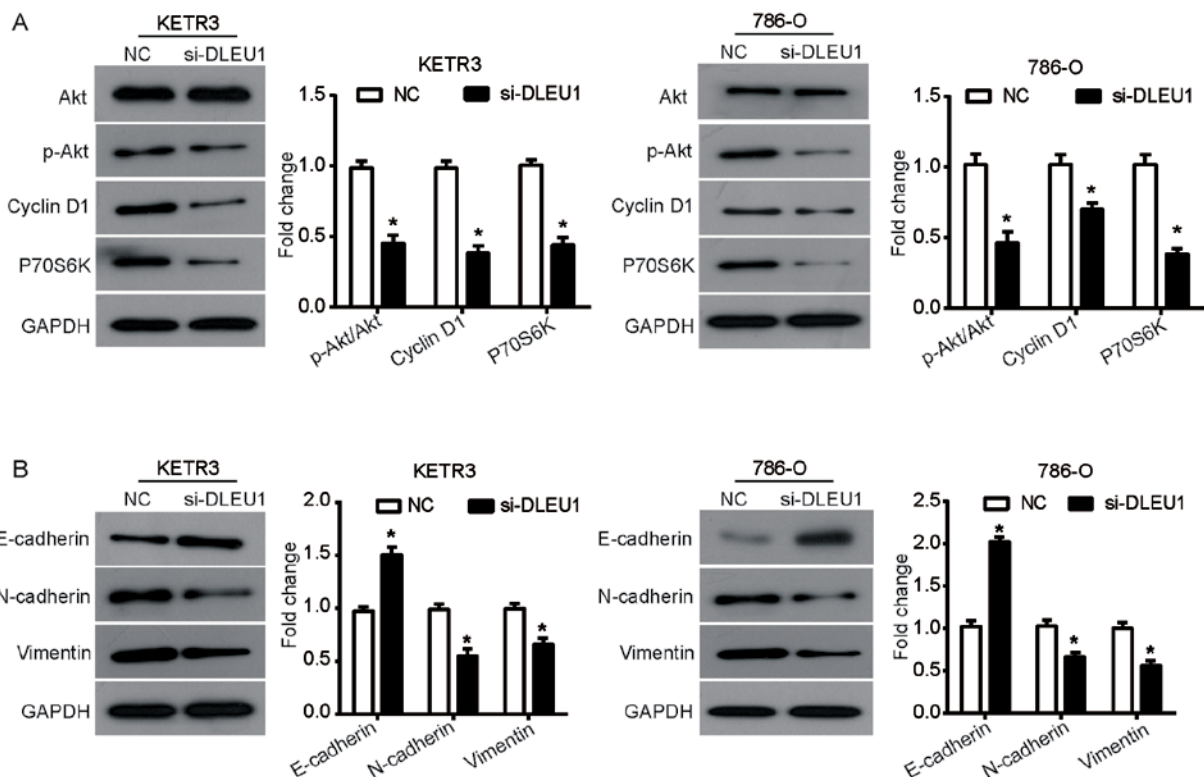 A
KETR3
NC si-DLEU1
Akt
p-Akt
Cyclin D1
P70S6K
GAPDH
KETR3
NC si-DLEU1
Fold change
1.5
1.0
0.5
0.0
* * *
p-Akt/Akt Cyclin D1 P70S6K
786-O
NC si-DLEU1
Akt
p-Akt
Cyclin D1
P70S6K
GAPDH
786-O
NC si-DLEU1
Fold change
1.5
1.0
0.5
0.0
* * *
p-Akt/Akt Cyclin D1 P70S6K
B
KETR3
NC si-DLEU1
E-cadherin
N-cadherin
Vimentin
GAPDH
KETR3
NC si-DLEU1
Fold change
2.0
1.5
1.0
0.5
0.0
* * *
E-cadherin N-cadherin Vimentin
786-O
NC si-DLEU1
E-cadherin
N-cadherin
Vimentin
GAPDH
786-O
NC si-DLEU1
Fold change
2.5
2.0
1.5
1.0
0.5
0.0
* * *
E-cadherin N-cadherin Vimentin